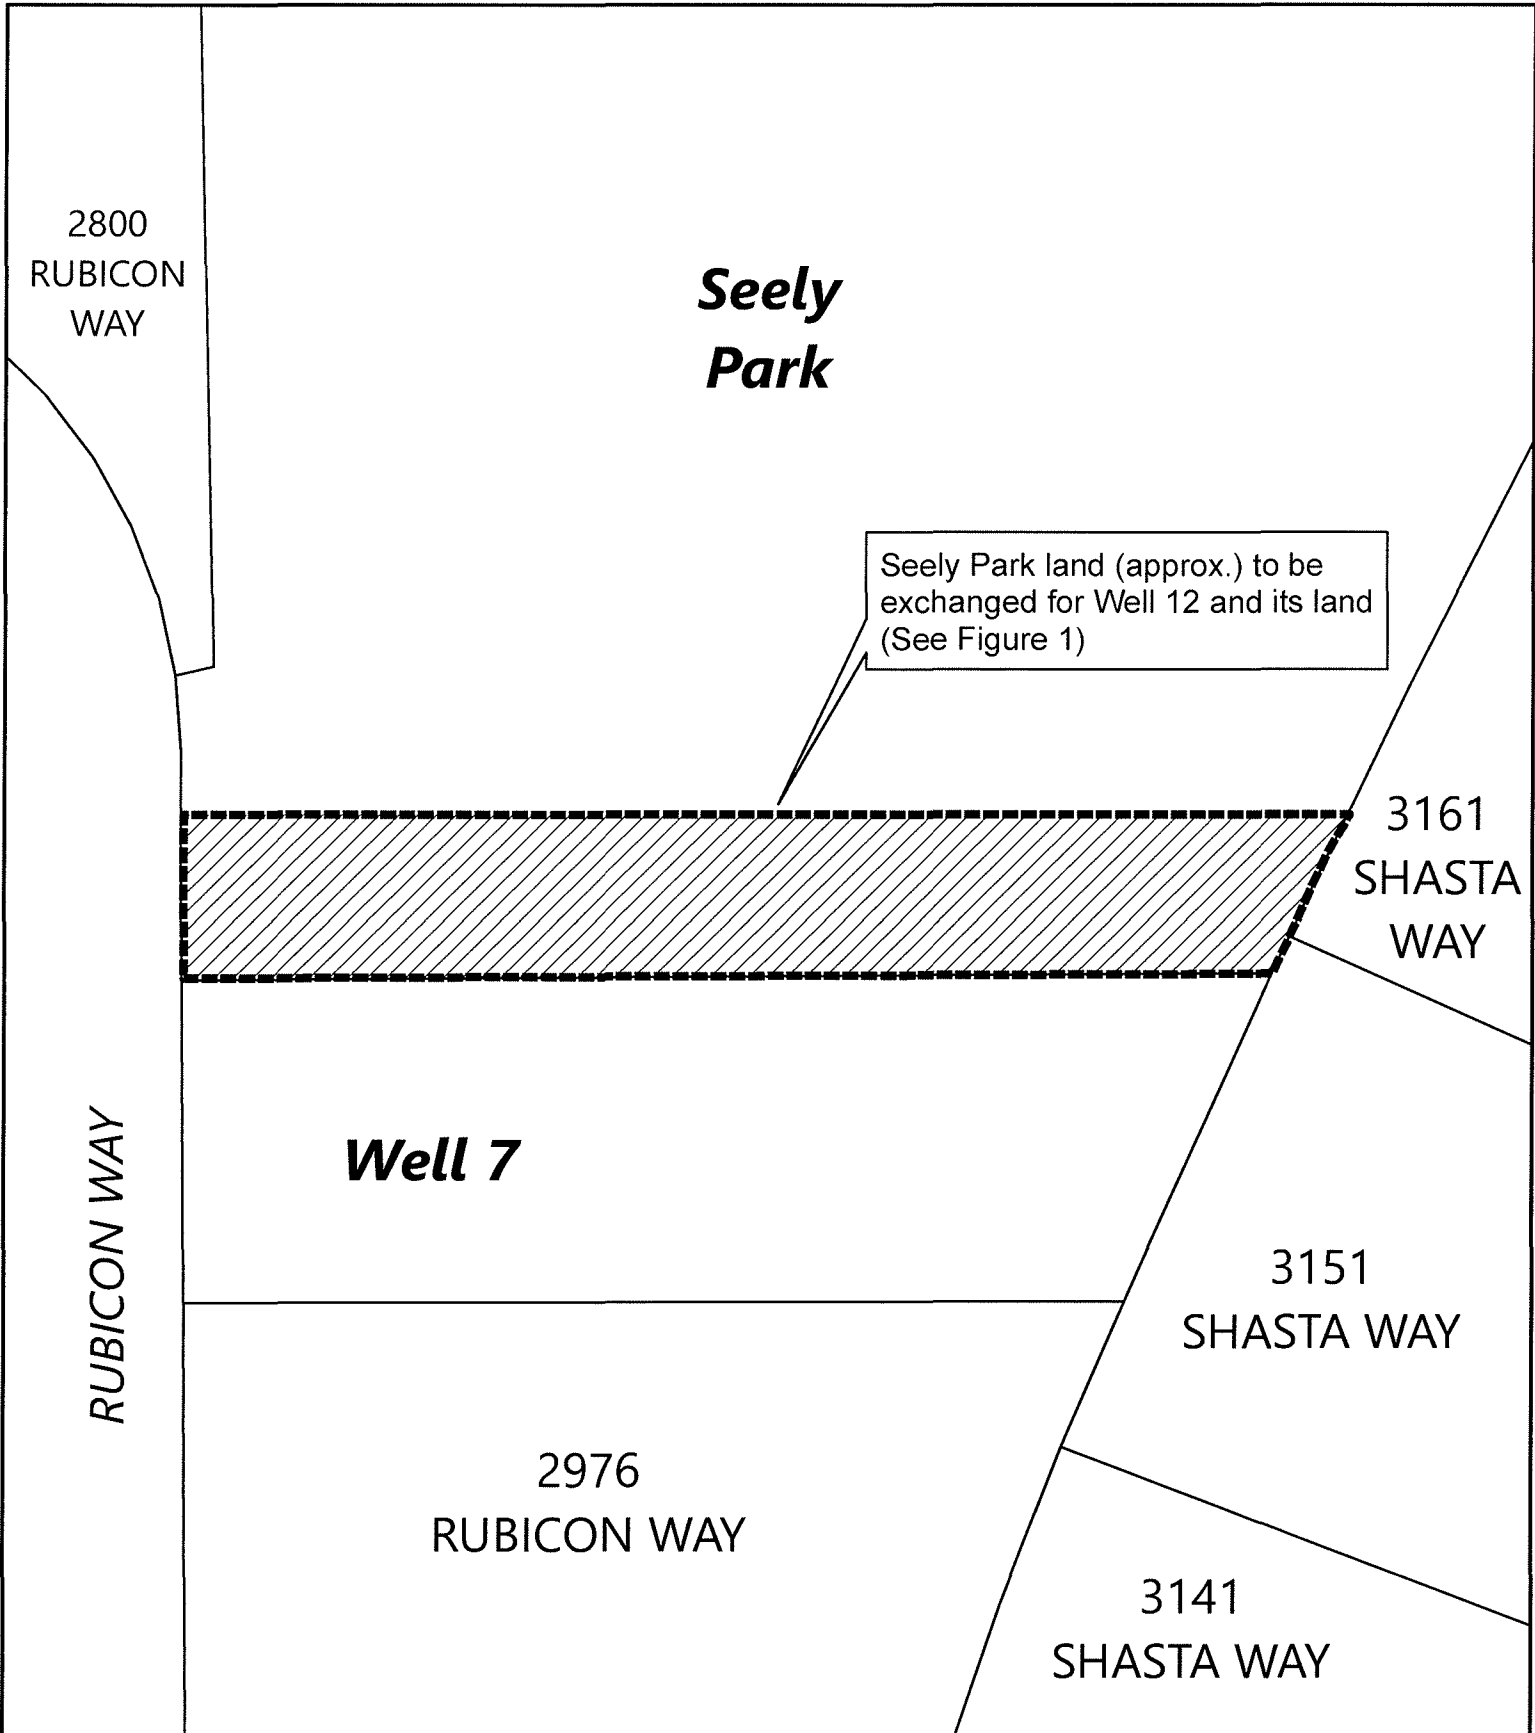 2800
RUBICON
WAY
Seely
Park
Seely Park land (approx.) to be
exchanged for Well 12 and its land
(See Figure 1)
3161
SHASTA
WAY
RUBICON WAY
Well 7
3151
SHASTA WAY
2976
RUBICON WAY
3141
SHASTA WAY